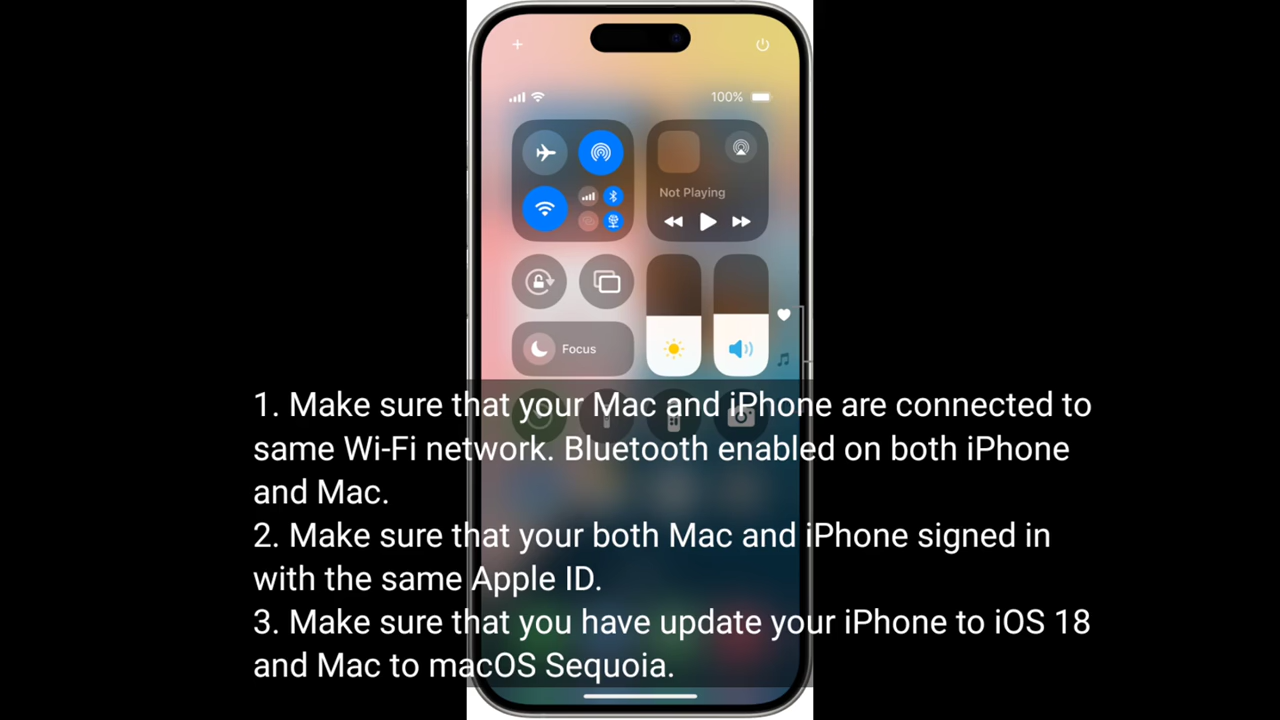 100%
Not Playing
Focus
1. Make sure that your Mac and iPhone are connected to
same Wi-Fi network. Bluetooth enabled on both iPhone
and Mac.
2. Make sure that your both Mac and iPhone signed in
with the same Apple ID.
3. Make sure that you have update your iPhone to iOS 18
and Mac to macOS Sequoia.